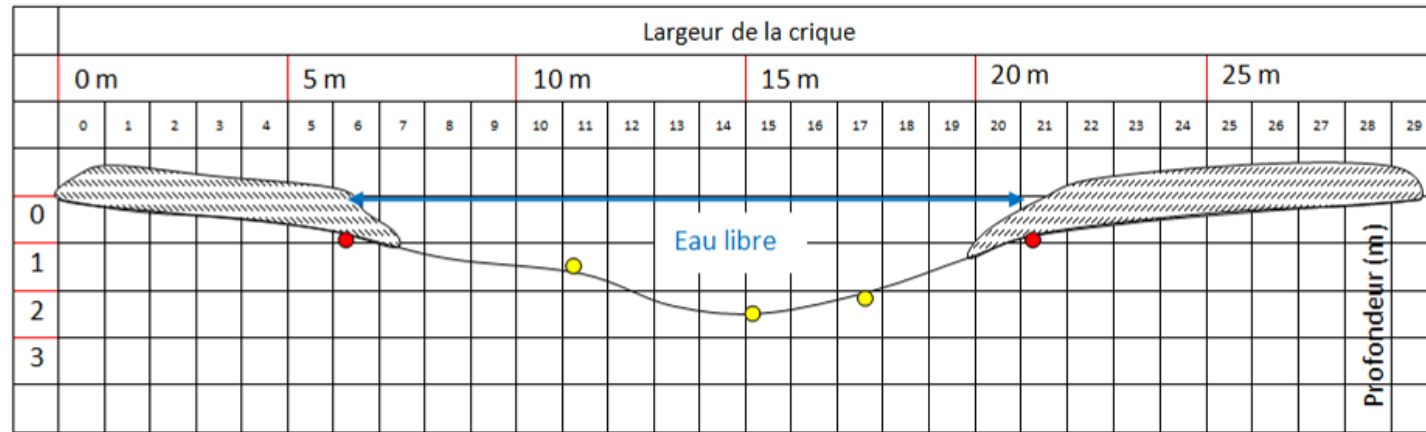 Largeur de la crique
0 m 5 m 10 m 15 m 20 m 25 m
0 1 2 3 4 5 6 7 8 9 10 11 12 13 14 15 16 17 18 19 20 21 22 23 24 25 26 27 28 29
0
1
2
3
Eau libre
Profondeur (m)